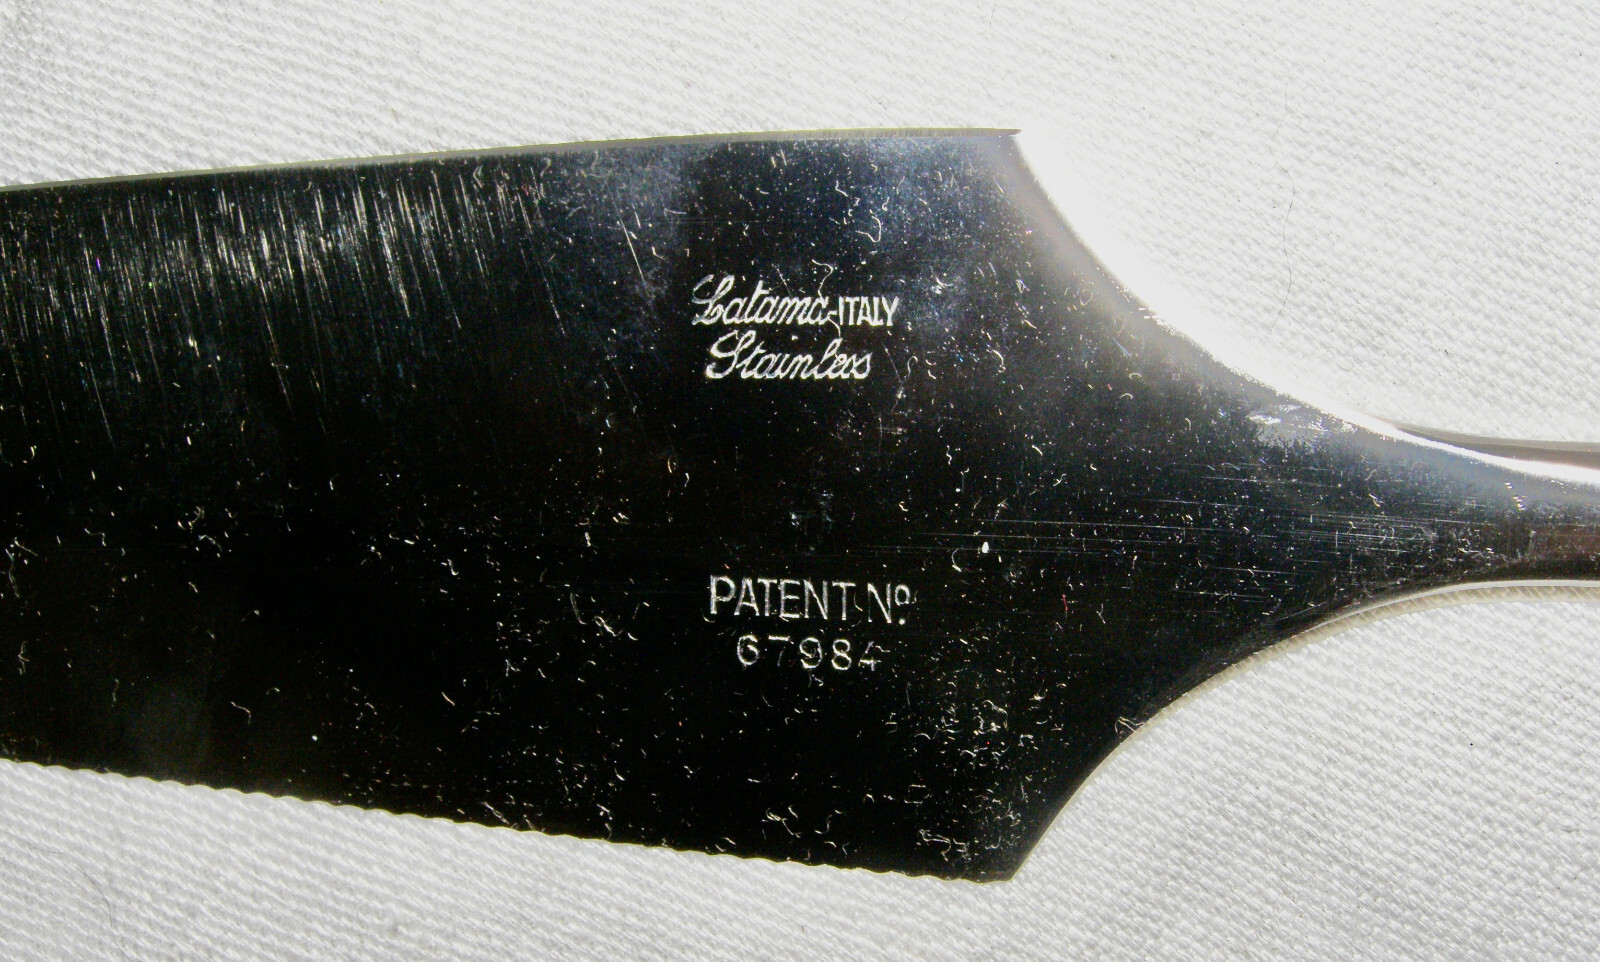 Latama-ITALY
Stainless
PATENT Nº
67984